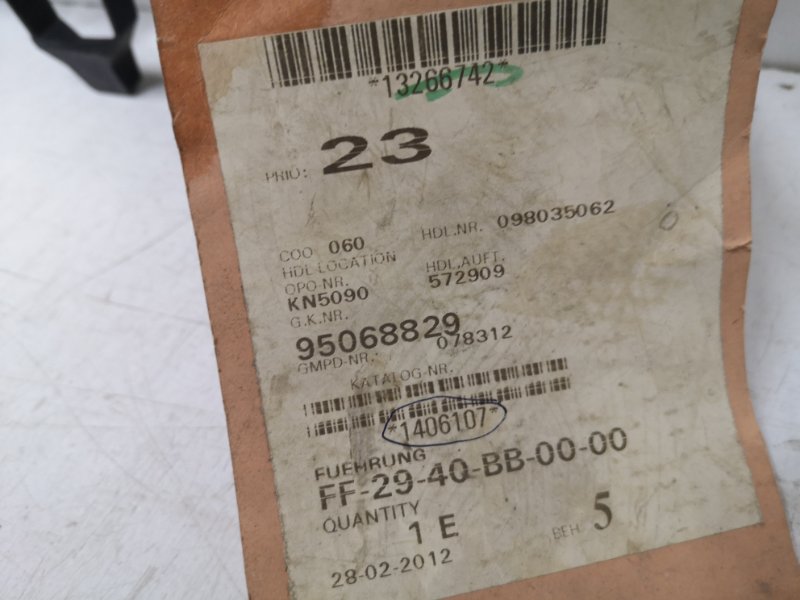 *13266742*
PRIO: 23
COO 060 HDL.NR. 098035062
HDL LOCATION HDL.AUFT.
OPO-NR. 572909
KN5090
G.K.NR.
95068829
GMPD-NR.: 078312
KATALOG-NR.
*1406107*
FUEHRUNG
FF-29-40-BB-00-00
QUANTITY
1 E BEH 5
28-02-2012